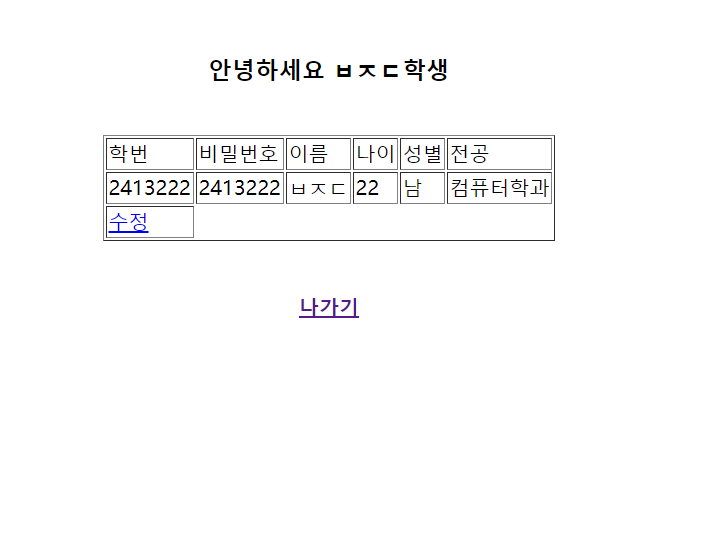 안녕하세요 ㅂㅈㄷ학생
학번 비밀번호 이름 나이 성별 전공
2413222 2413222 ㅂㅈㄷ 22 남 컴퓨터학과
수정
나가기